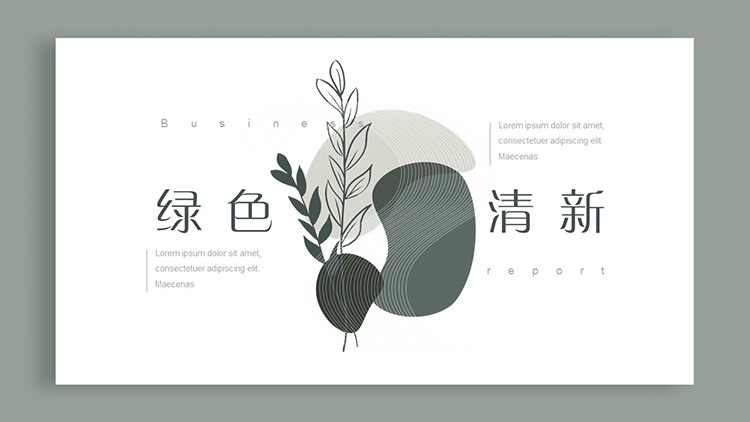 Business
Lorem ipsum dolor sit amet,
consectetuer adipiscing elit.
Maecenas
绿色 清新
Lorem ipsum dolor sit amet,
consectetuer adipiscing elit.
Maecenas
report